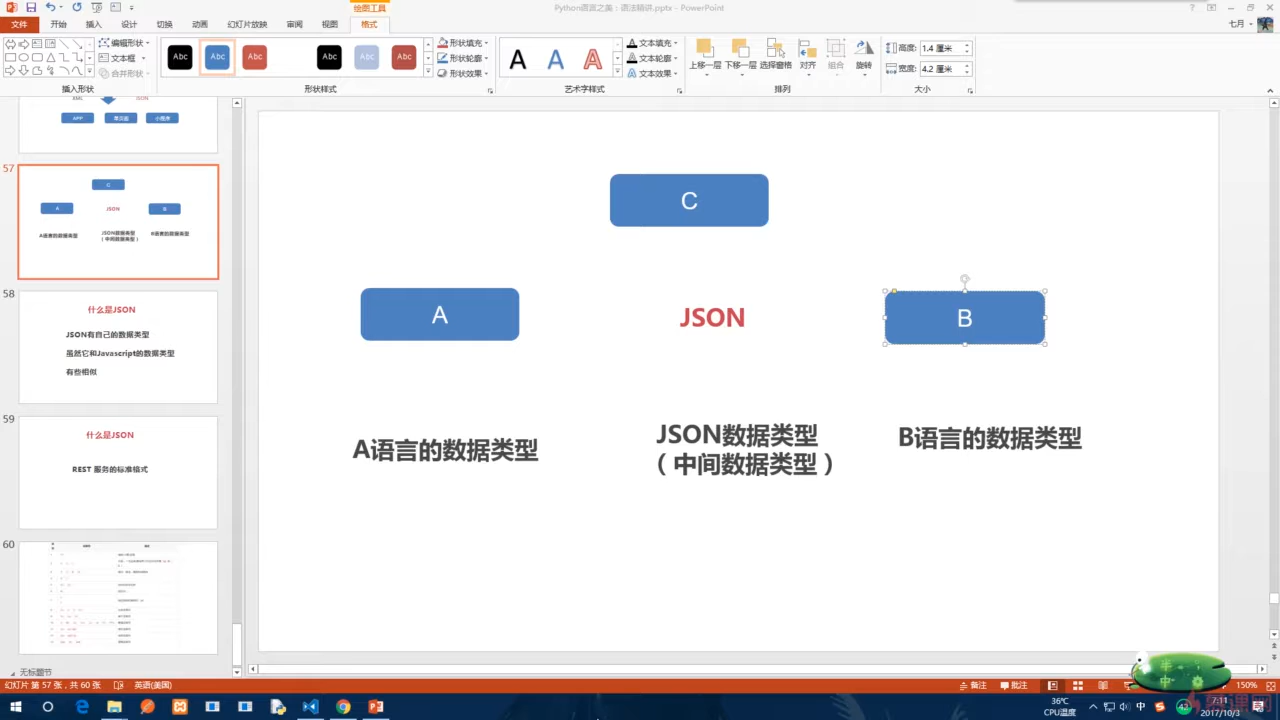 绘图工具
Python语言之美:语法精讲.pptx - PowerPoint
文件 开始 插入 设计 切换 动画 幻灯片放映 审阅 视图 格式
七月
编辑形状
文本框
合并形状
插入形状
Abc Abc Abc Abc Abc Abc
形状填充
形状轮廓
形状效果
形状样式
A A A
文本填充
文本轮廓
文本效果
艺术字样式
上移一层 下移一层 选择窗格 对齐 组合 旋转
排列
高度: 1.4 厘米
宽度: 4.2 厘米
大小
XML JSON
APP 单页面 小程序
57
C
A JSON B
A语言的数据类型 JSON数据类型 B语言的数据类型
(中间数据类型)
58
什么是JSON
JSON有自己的数据类型
虽然它和Javascript的数据类型
有些相似
59
什么是JSON
REST 服务的标准格式
60
无标题节
C
A
JSON
B
A语言的数据类型
JSON数据类型
(中间数据类型)
B语言的数据类型
幻灯片 第 57 张,共 60 张 英语(美国)
备注 批注 150%
36℃
CPU温度
中
7:11
2017/10/3